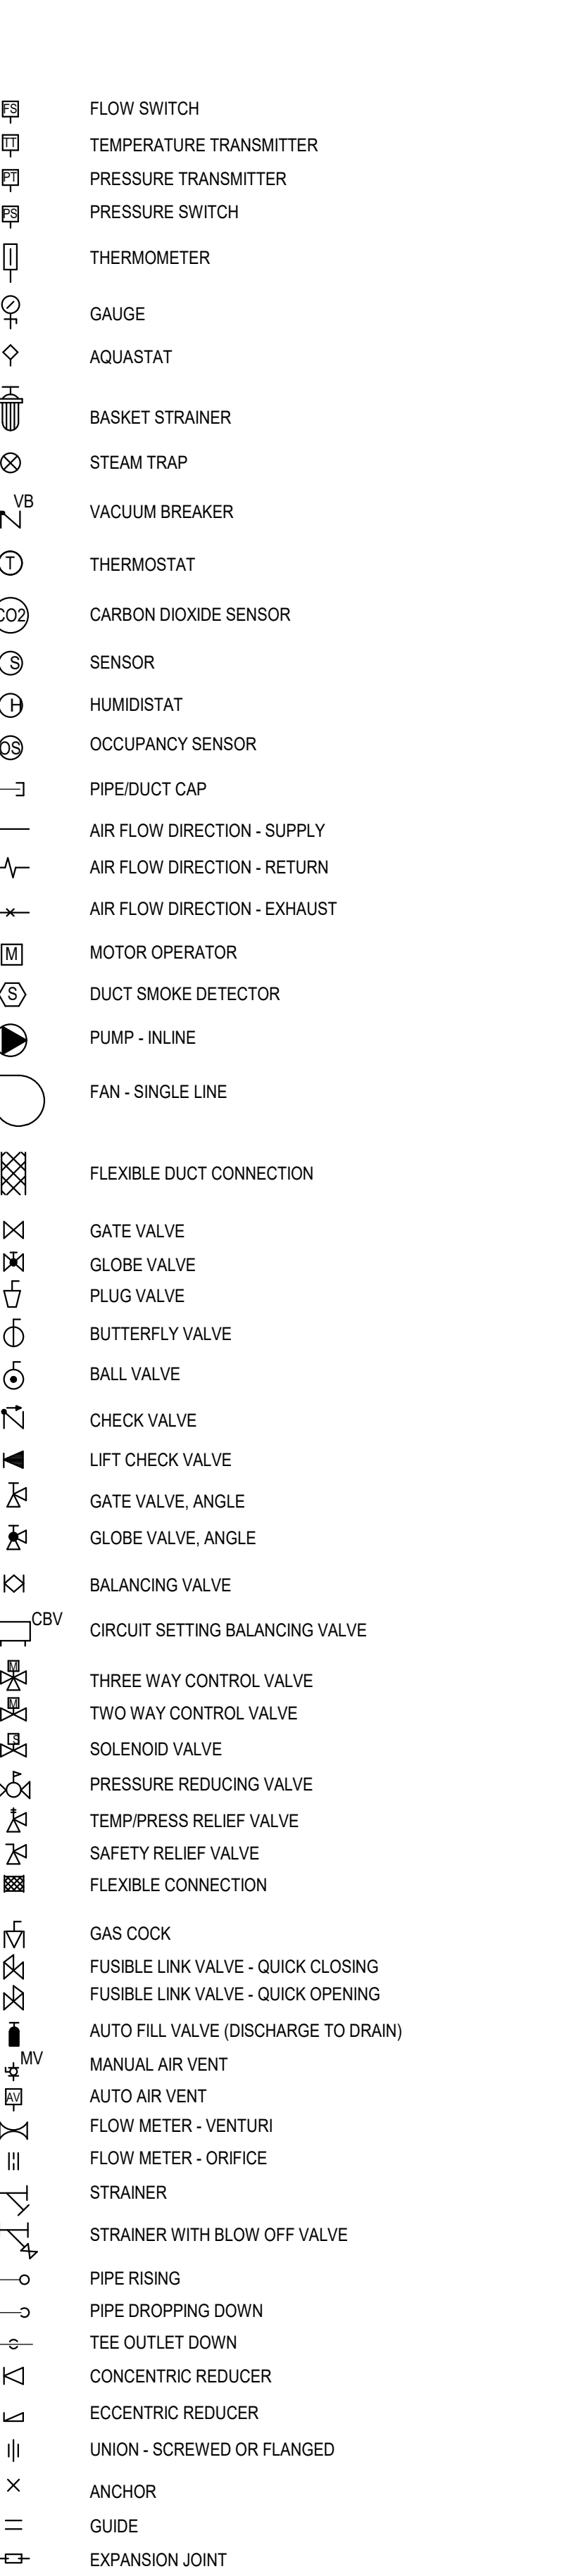 FS FLOW SWITCH
TT TEMPERATURE TRANSMITTER
PT PRESSURE TRANSMITTER
PS PRESSURE SWITCH
THERMOMETER
GAUGE
AQUASTAT
BASKET STRAINER
STEAM TRAP
VB VACUUM BREAKER
T THERMOSTAT
CO2 CARBON DIOXIDE SENSOR
S SENSOR
H HUMIDISTAT
OS OCCUPANCY SENSOR
PIPE/DUCT CAP
AIR FLOW DIRECTION - SUPPLY
AIR FLOW DIRECTION - RETURN
AIR FLOW DIRECTION - EXHAUST
M MOTOR OPERATOR
S DUCT SMOKE DETECTOR
PUMP - INLINE
FAN - SINGLE LINE
FLEXIBLE DUCT CONNECTION
GATE VALVE
GLOBE VALVE
PLUG VALVE
BUTTERFLY VALVE
BALL VALVE
CHECK VALVE
LIFT CHECK VALVE
GATE VALVE, ANGLE
GLOBE VALVE, ANGLE
BALANCING VALVE
CBV CIRCUIT SETTING BALANCING VALVE
M THREE WAY CONTROL VALVE
M TWO WAY CONTROL VALVE
S SOLENOID VALVE
PRESSURE REDUCING VALVE
TEMP/PRESS RELIEF VALVE
SAFETY RELIEF VALVE
FLEXIBLE CONNECTION
GAS COCK
FUSIBLE LINK VALVE - QUICK CLOSING
FUSIBLE LINK VALVE - QUICK OPENING
AUTO FILL VALVE (DISCHARGE TO DRAIN)
MV MANUAL AIR VENT
AV AUTO AIR VENT
FLOW METER - VENTURI
FLOW METER - ORIFICE
STRAINER
STRAINER WITH BLOW OFF VALVE
PIPE RISING
PIPE DROPPING DOWN
TEE OUTLET DOWN
CONCENTRIC REDUCER
ECCENTRIC REDUCER
UNION - SCREWED OR FLANGED
ANCHOR
GUIDE
EXPANSION JOINT